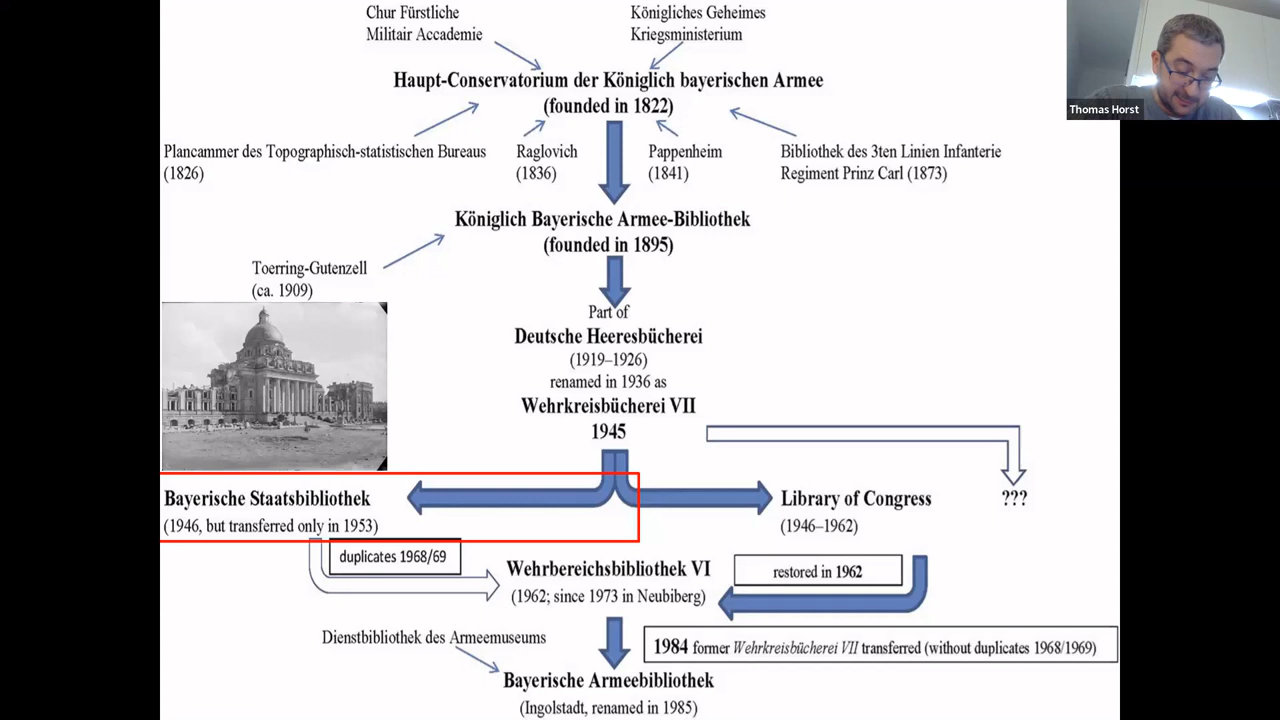 Chur Fürstliche
Militair Accademie
Königliches Geheimes
Kriegsministerium
Thomas Horst
Haupt-Conservatorium der Königlich bayerischen Armee
(founded in 1822)
Plancammer des Topographisch-statistischen Bureaus
(1826)
Raglovich
(1836)
Pappenheim
(1841)
Bibliothek des 3ten Linien Infanterie
Regiment Prinz Carl (1873)
Königlich Bayerische Armee-Bibliothek
(founded in 1895)
Toerring-Gutenzell
(ca. 1909)
Part of
Deutsche Heeresbücherei
(1919–1926)
renamed in 1936 as
Wehrkreisbücherei VII
1945
Bayerische Staatsbibliothek
(1946, but transferred only in 1953)
Library of Congress
(1946–1962)
???
duplicates 1968/69
Wehrbereichsbibliothek VI
(1962; since 1973 in Neubiberg)
restored in 1962
Dienstbibliothek des Armeemuseums
1984 former Wehrkreisbücherei VII transferred (without duplicates 1968/1969)
Bayerische Armeebibliothek
(Ingolstadt, renamed in 1985)